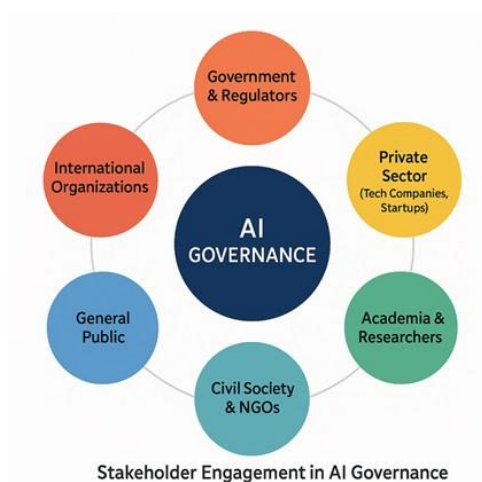 Government
& Regulators
International
Organizations
Private
Sector
(Tech Companies,
Startups)
AI
GOVERNANCE
General
Public
Academia &
Researchers
Civil Society
& NGOs
Stakeholder Engagement in AI Governance